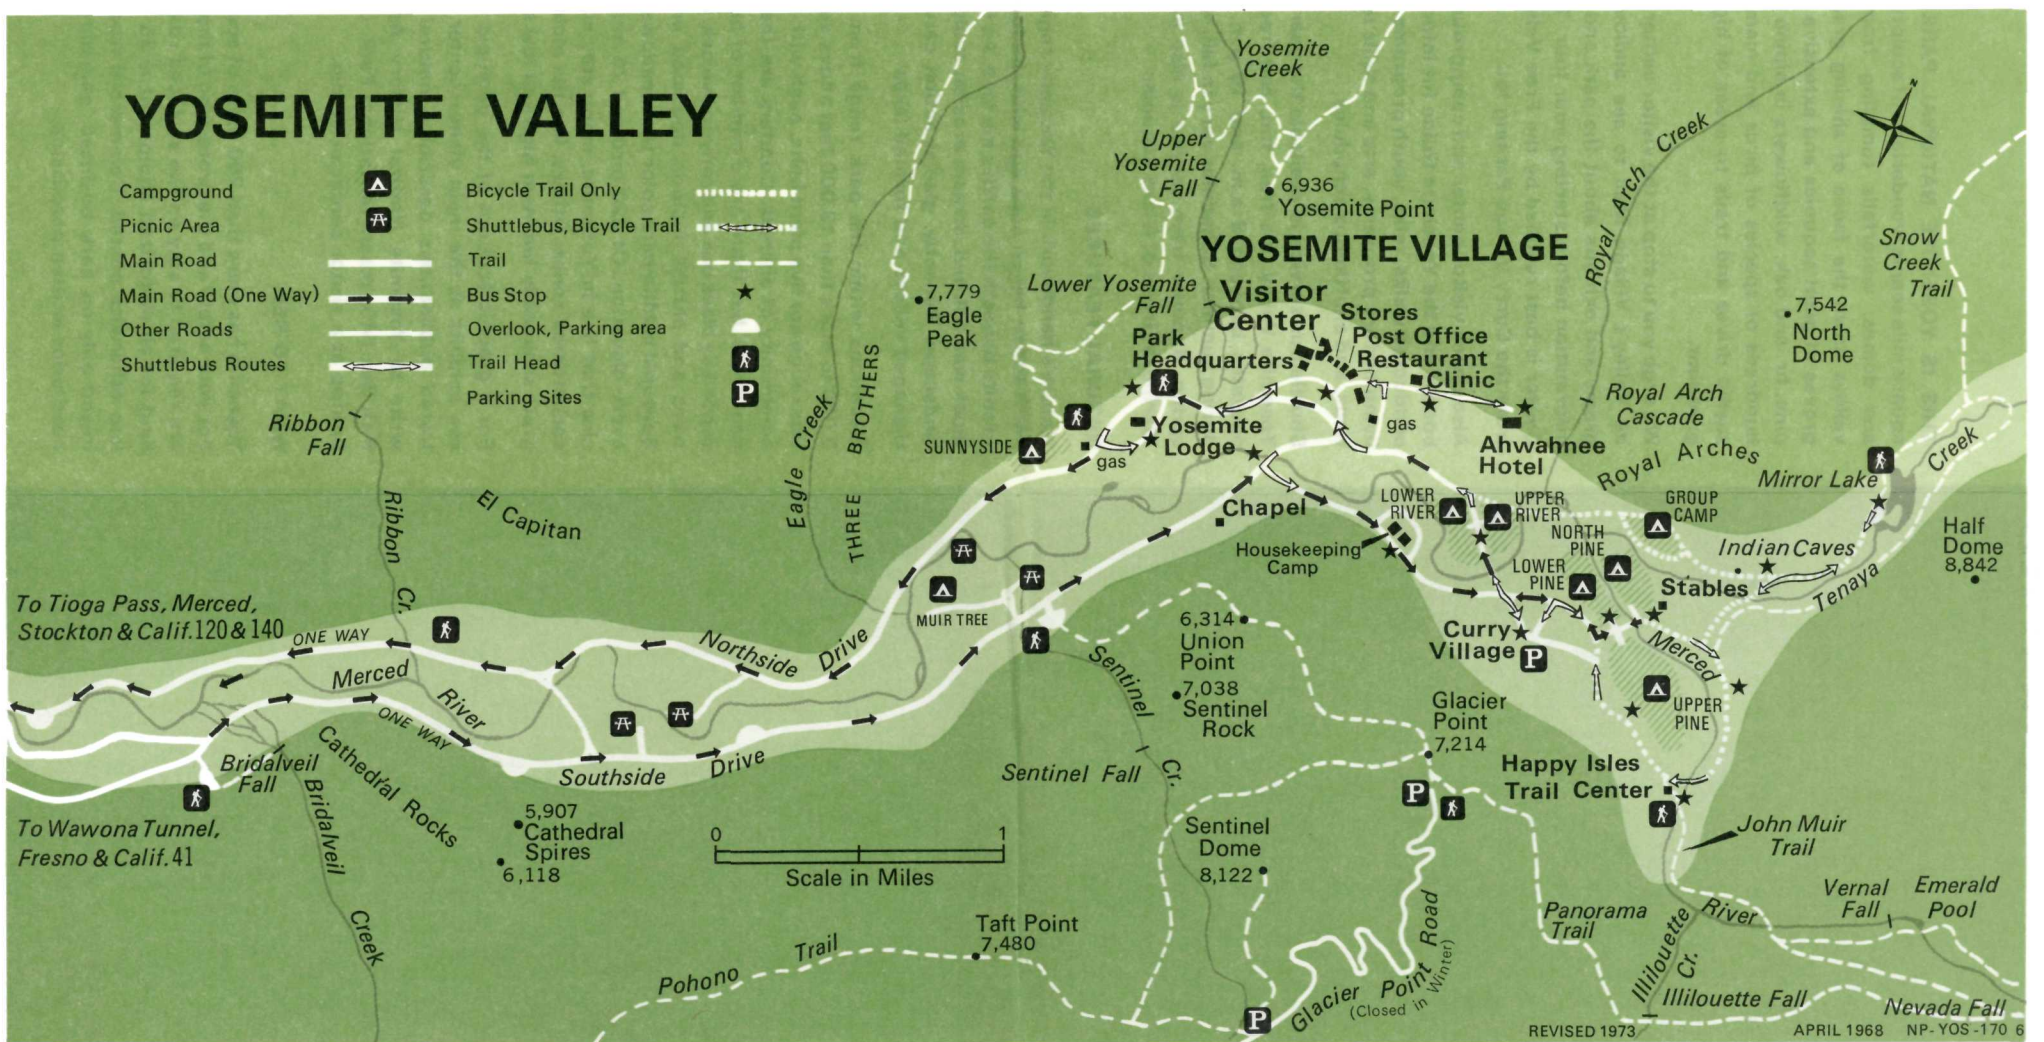 YOSEMITE VALLEY
Campground
Picnic Area
Main Road
Main Road (One Way)
Other Roads
Shuttlebus Routes
Bicycle Trail Only
Shuttlebus, Bicycle Trail
Trail
Bus Stop
Overlook, Parking area
Trail Head
Parking Sites
P
Yosemite
Creek
Upper
Yosemite
Fall
6,936
Yosemite Point
YOSEMITE VILLAGE
Lower Yosemite
Fall
Visitor
Center
Stores
Post Office
Restaurant
Park
Headquarters
Clinic
gas
Royal Arch Creek
N
Snow
Creek
Trail
7,542
North
Dome
Royal Arch
Cascade
Royal Arches
Ahwahnee
Hotel
Mirror Lake
Tenaya Creek
Half
Dome
8,842
7,779
Eagle
Peak
Eagle Creek
THREE BROTHERS
SUNNYSIDE
gas
Yosemite
Lodge
Chapel
Housekeeping
Camp
LOWER
RIVER
UPPER
RIVER
GROUP
CAMP
NORTH
PINE
LOWER
PINE
Indian Caves
Stables
Curry
Village
P
Merced
UPPER
PINE
Ribbon
Fall
Ribbon Cr.
El Capitan
To Tioga Pass, Merced,
Stockton & Calif. 120 & 140
ONE WAY
Merced River
ONE WAY
Northside Drive
Southside Drive
MUIR TREE
Bridalveil
Fall
Bridalveil Creek
Cathedral Rocks
To Wawona Tunnel,
Fresno & Calif. 41
5,907
Cathedral
Spires
6,118
0 1
Scale in Miles
Sentinel Cr.
Sentinel Fall
6,314
Union
Point
7,038
Sentinel
Rock
Glacier
Point
7,214
P
Sentinel
Dome
8,122
Happy Isles
Trail Center
John Muir
Trail
Taft Point
7,480
Pohono Trail
P
Glacier Point Road
(Closed in Winter)
Panorama
Trail
Illilouette Cr.
River
Vernal
Fall
Emerald
Pool
Illilouette Fall
Nevada Fall
REVISED 1973
APRIL 1968 NP-YOS-170 6